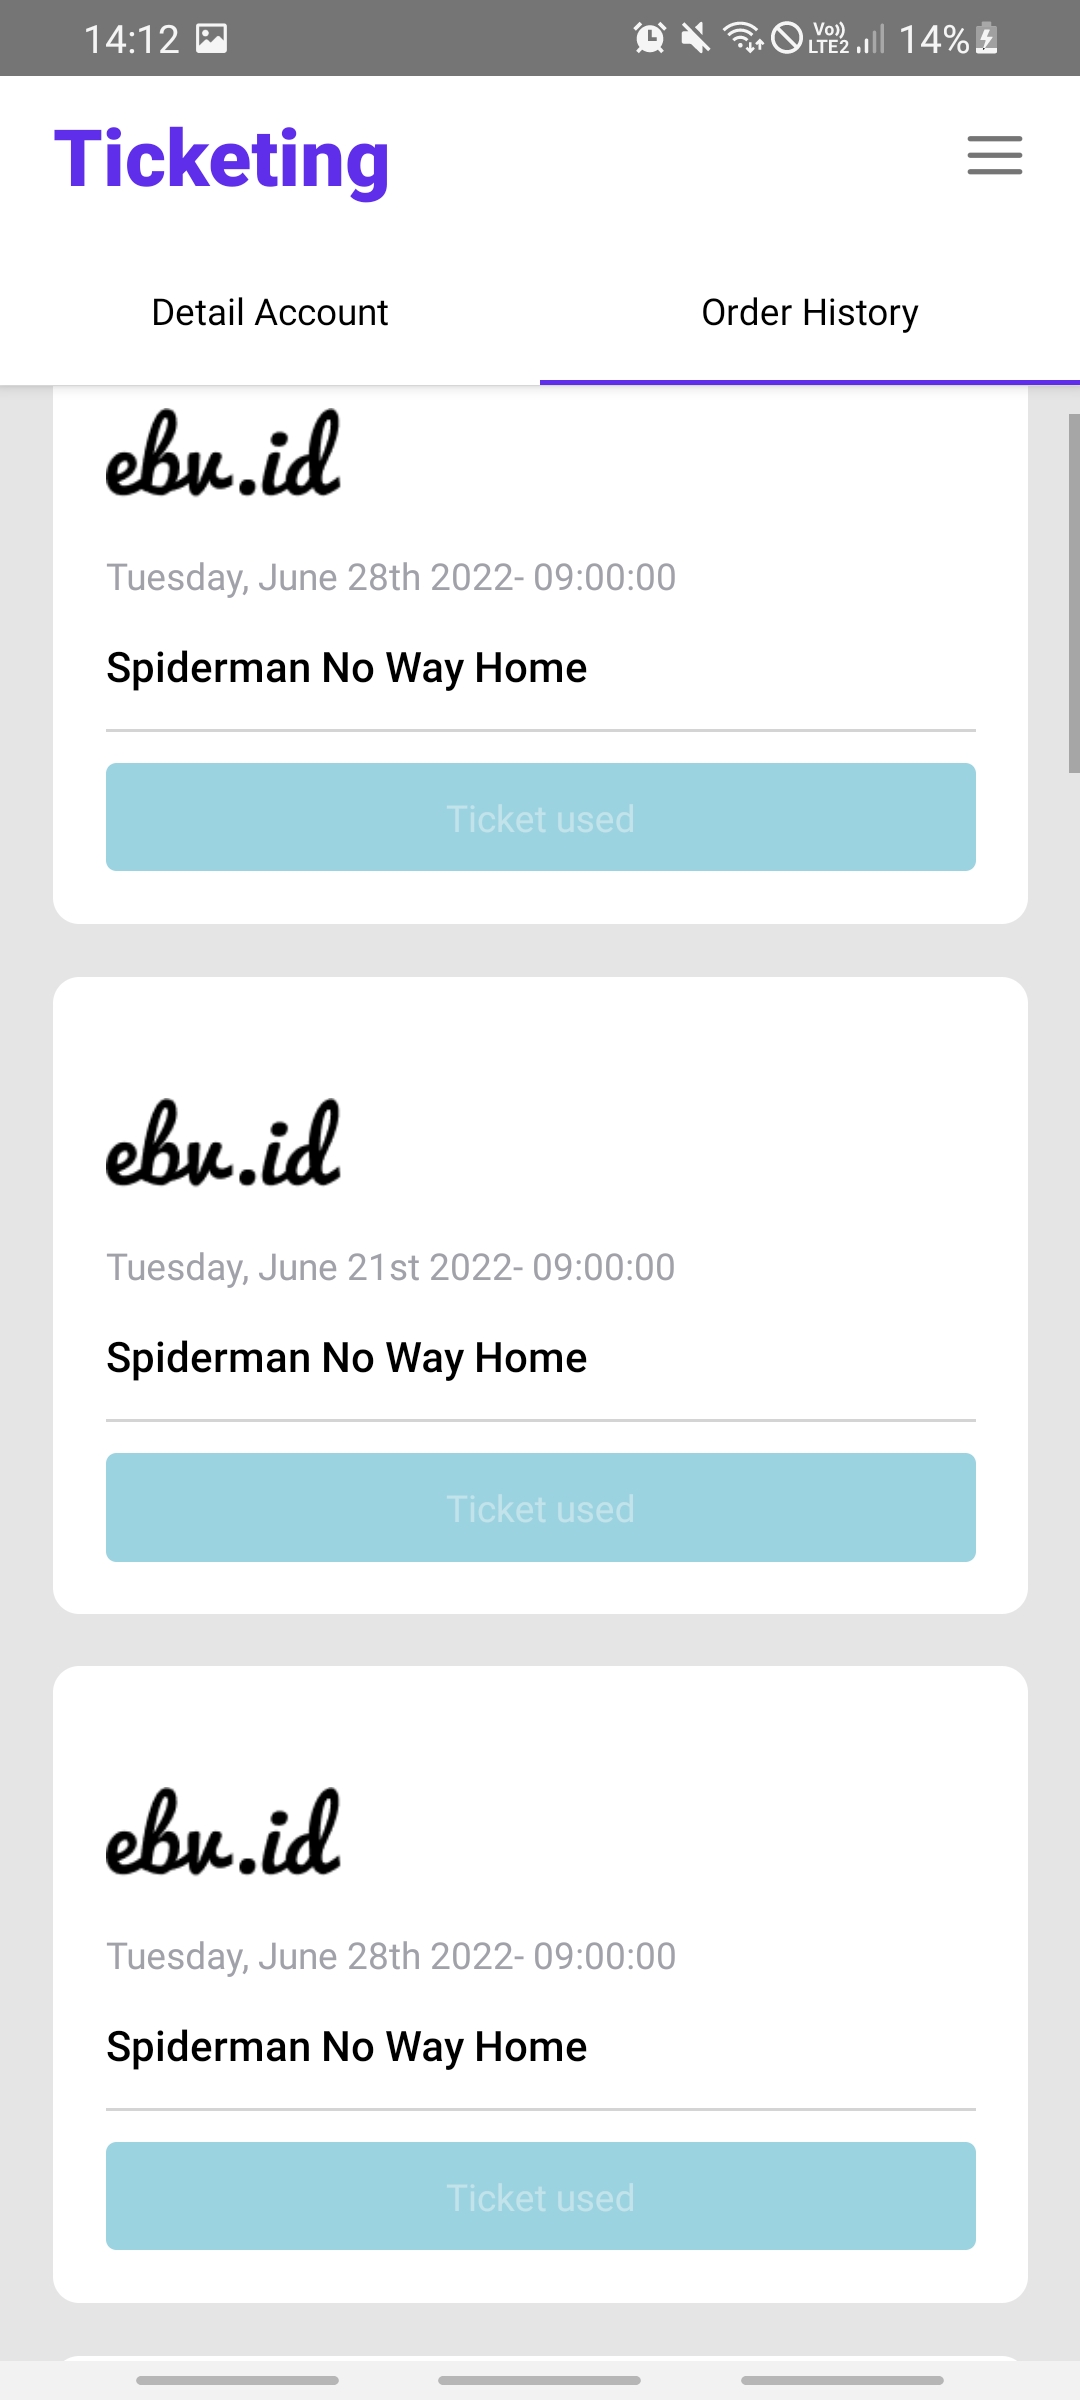 14:12
Vo))
LTE2
14%
Ticketing
Detail Account
Order History
ebv.id
Tuesday, June 28th 2022- 09:00:00
Spiderman No Way Home
Ticket used
ebv.id
Tuesday, June 21st 2022- 09:00:00
Spiderman No Way Home
Ticket used
ebv.id
Tuesday, June 28th 2022- 09:00:00
Spiderman No Way Home
Ticket used